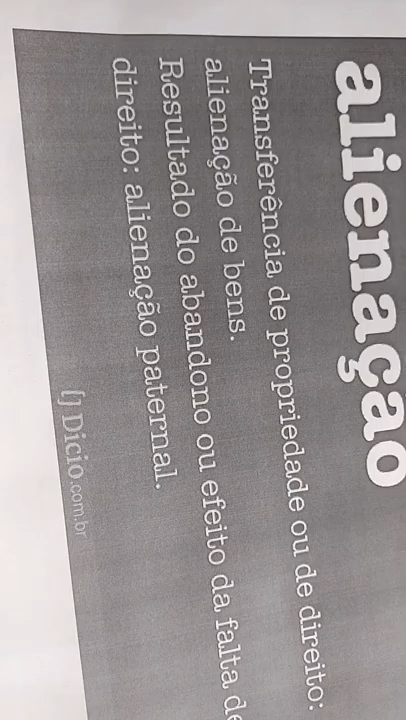 alienação
Transferência de propriedade ou de direito:
alienação de bens.
Resultado do abandono ou efeito da falta de
direito: alienação paternal.
Dicio.com.br